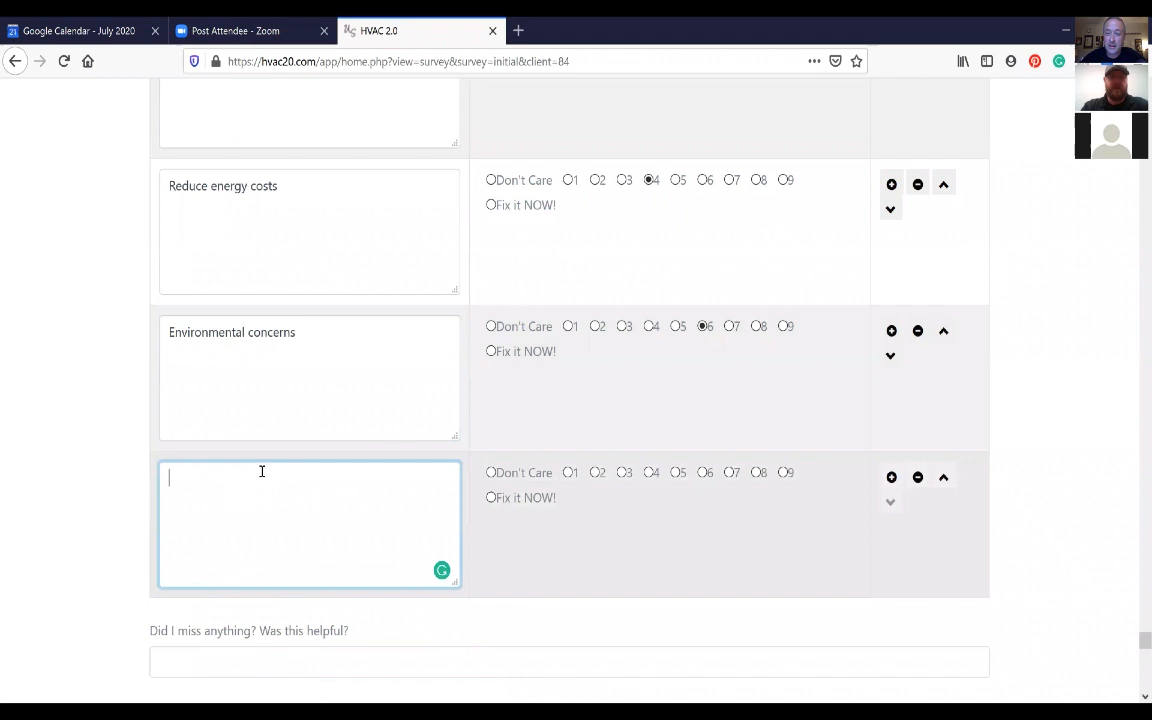 Google Calendar - July 2020
Post Attendee - Zoom
HVAC 2.0
https://hvac20.com/app/home.php?view=survey&survey=initial&client=84
Reduce energy costs
Don't Care 1 2 3 4 5 6 7 8 9
Fix it NOW!
Environmental concerns
Don't Care 1 2 3 4 5 6 7 8 9
Fix it NOW!
Don't Care 1 2 3 4 5 6 7 8 9
Fix it NOW!
Did I miss anything? Was this helpful?